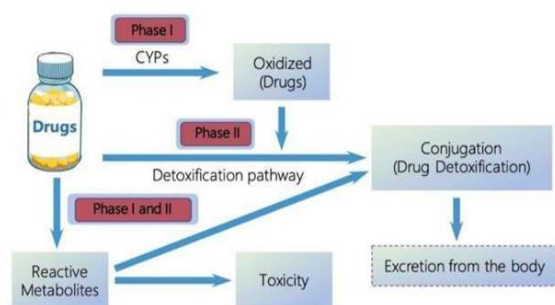 Phase I
CYPs
Oxidized
(Drugs)
Drugs
Phase II
Detoxification pathway
Conjugation
(Drug Detoxification)
Phase I and II
Reactive
Metabolites
Toxicity
Excretion from the body